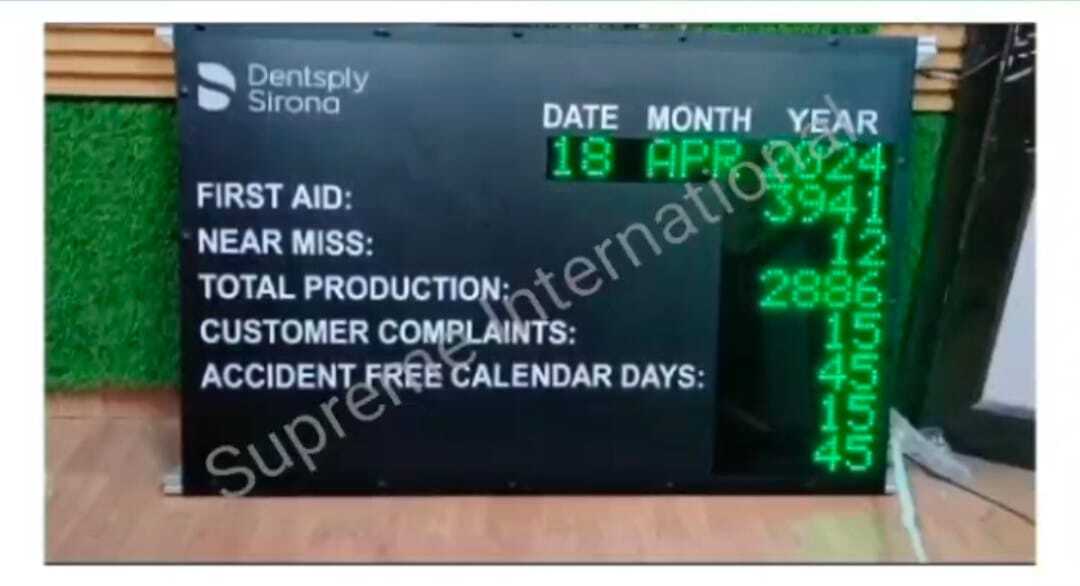 Dentsply
Sirona
DATE MONTH YEAR
18 APR 2024
FIRST AID: 3941
NEAR MISS: 12
TOTAL PRODUCTION: 2886
CUSTOMER COMPLAINTS: 15
ACCIDENT FREE CALENDAR DAYS: 45
15
45
Supreme International